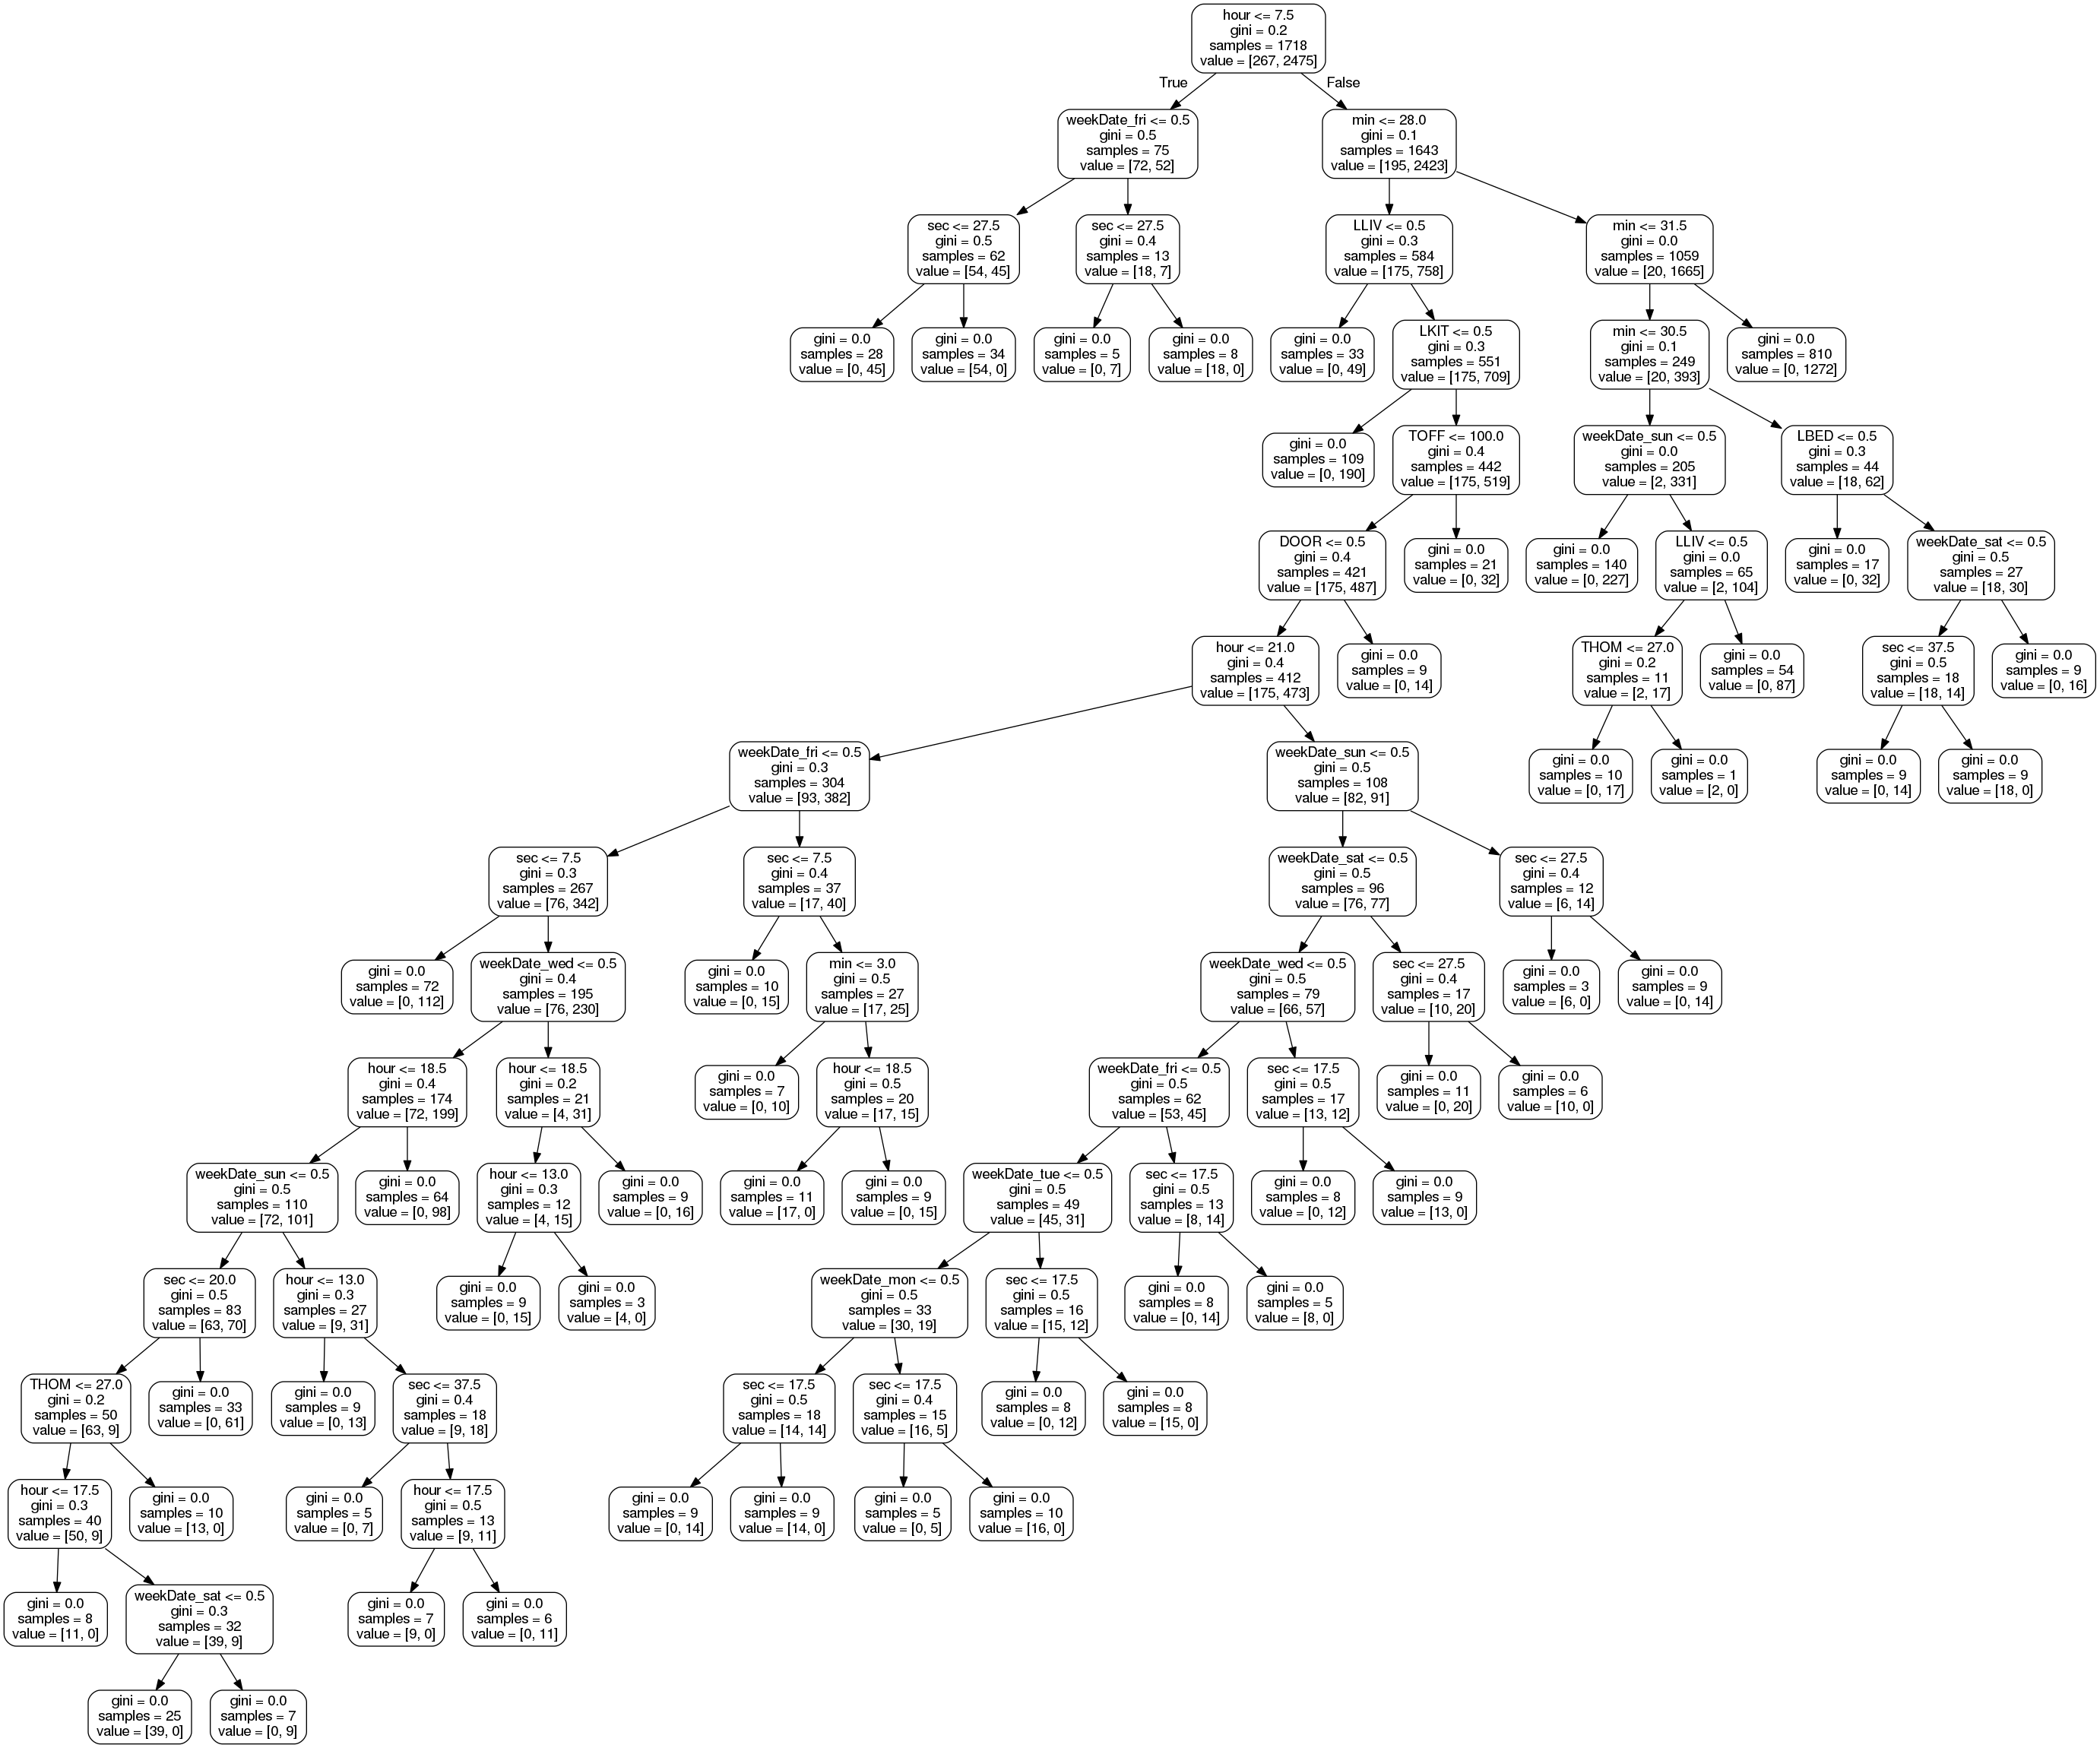 hour <= 7.5
gini = 0.2
samples = 1718
value = [267, 2475]
True
False
weekDate_fri <= 0.5
gini = 0.5
samples = 75
value = [72, 52]
min <= 28.0
gini = 0.1
samples = 1643
value = [195, 2423]
sec <= 27.5
gini = 0.5
samples = 62
value = [54, 45]
sec <= 27.5
gini = 0.4
samples = 13
value = [18, 7]
LLIV <= 0.5
gini = 0.3
samples = 584
value = [175, 758]
min <= 31.5
gini = 0.0
samples = 1059
value = [20, 1665]
gini = 0.0
samples = 28
value = [0, 45]
gini = 0.0
samples = 34
value = [54, 0]
gini = 0.0
samples = 5
value = [0, 7]
gini = 0.0
samples = 8
value = [18, 0]
gini = 0.0
samples = 33
value = [0, 49]
LKIT <= 0.5
gini = 0.3
samples = 551
value = [175, 709]
min <= 30.5
gini = 0.1
samples = 249
value = [20, 393]
gini = 0.0
samples = 810
value = [0, 1272]
gini = 0.0
samples = 109
value = [0, 190]
TOFF <= 100.0
gini = 0.4
samples = 442
value = [175, 519]
weekDate_sun <= 0.5
gini = 0.0
samples = 205
value = [2, 331]
LBED <= 0.5
gini = 0.3
samples = 44
value = [18, 62]
DOOR <= 0.5
gini = 0.4
samples = 421
value = [175, 487]
gini = 0.0
samples = 21
value = [0, 32]
gini = 0.0
samples = 140
value = [0, 227]
LLIV <= 0.5
gini = 0.0
samples = 65
value = [2, 104]
gini = 0.0
samples = 17
value = [0, 32]
weekDate_sat <= 0.5
gini = 0.5
samples = 27
value = [18, 30]
hour <= 21.0
gini = 0.4
samples = 412
value = [175, 473]
gini = 0.0
samples = 9
value = [0, 14]
THOM <= 27.0
gini = 0.2
samples = 11
value = [2, 17]
gini = 0.0
samples = 54
value = [0, 87]
sec <= 37.5
gini = 0.5
samples = 18
value = [18, 14]
gini = 0.0
samples = 9
value = [0, 16]
weekDate_fri <= 0.5
gini = 0.3
samples = 304
value = [93, 382]
weekDate_sun <= 0.5
gini = 0.5
samples = 108
value = [82, 91]
gini = 0.0
samples = 10
value = [0, 17]
gini = 0.0
samples = 1
value = [2, 0]
gini = 0.0
samples = 9
value = [0, 14]
gini = 0.0
samples = 9
value = [18, 0]
sec <= 7.5
gini = 0.3
samples = 267
value = [76, 342]
sec <= 7.5
gini = 0.4
samples = 37
value = [17, 40]
weekDate_sat <= 0.5
gini = 0.5
samples = 96
value = [76, 77]
sec <= 27.5
gini = 0.4
samples = 12
value = [6, 14]
gini = 0.0
samples = 72
value = [0, 112]
weekDate_wed <= 0.5
gini = 0.4
samples = 195
value = [76, 230]
gini = 0.0
samples = 10
value = [0, 15]
min <= 3.0
gini = 0.5
samples = 27
value = [17, 25]
weekDate_wed <= 0.5
gini = 0.5
samples = 79
value = [66, 57]
sec <= 27.5
gini = 0.4
samples = 17
value = [10, 20]
gini = 0.0
samples = 3
value = [6, 0]
gini = 0.0
samples = 9
value = [0, 14]
hour <= 18.5
gini = 0.4
samples = 174
value = [72, 199]
hour <= 18.5
gini = 0.2
samples = 21
value = [4, 31]
gini = 0.0
samples = 7
value = [0, 10]
hour <= 18.5
gini = 0.5
samples = 20
value = [17, 15]
weekDate_fri <= 0.5
gini = 0.5
samples = 62
value = [53, 45]
sec <= 17.5
gini = 0.5
samples = 17
value = [13, 12]
gini = 0.0
samples = 11
value = [0, 20]
gini = 0.0
samples = 6
value = [10, 0]
weekDate_sun <= 0.5
gini = 0.5
samples = 110
value = [72, 101]
gini = 0.0
samples = 64
value = [0, 98]
hour <= 13.0
gini = 0.3
samples = 12
value = [4, 15]
gini = 0.0
samples = 9
value = [0, 16]
gini = 0.0
samples = 11
value = [17, 0]
gini = 0.0
samples = 9
value = [0, 15]
weekDate_tue <= 0.5
gini = 0.5
samples = 49
value = [45, 31]
sec <= 17.5
gini = 0.5
samples = 13
value = [8, 14]
gini = 0.0
samples = 8
value = [0, 12]
gini = 0.0
samples = 9
value = [13, 0]
sec <= 20.0
gini = 0.5
samples = 83
value = [63, 70]
hour <= 13.0
gini = 0.3
samples = 27
value = [9, 31]
gini = 0.0
samples = 9
value = [0, 15]
gini = 0.0
samples = 3
value = [4, 0]
weekDate_mon <= 0.5
gini = 0.5
samples = 33
value = [30, 19]
sec <= 17.5
gini = 0.5
samples = 16
value = [15, 12]
gini = 0.0
samples = 8
value = [0, 14]
gini = 0.0
samples = 5
value = [8, 0]
THOM <= 27.0
gini = 0.2
samples = 50
value = [63, 9]
gini = 0.0
samples = 33
value = [0, 61]
gini = 0.0
samples = 9
value = [0, 13]
sec <= 37.5
gini = 0.4
samples = 18
value = [9, 18]
sec <= 17.5
gini = 0.5
samples = 18
value = [14, 14]
sec <= 17.5
gini = 0.4
samples = 15
value = [16, 5]
gini = 0.0
samples = 8
value = [0, 12]
gini = 0.0
samples = 8
value = [15, 0]
hour <= 17.5
gini = 0.3
samples = 40
value = [50, 9]
gini = 0.0
samples = 10
value = [13, 0]
gini = 0.0
samples = 5
value = [0, 7]
hour <= 17.5
gini = 0.5
samples = 13
value = [9, 11]
gini = 0.0
samples = 9
value = [0, 14]
gini = 0.0
samples = 9
value = [14, 0]
gini = 0.0
samples = 5
value = [0, 5]
gini = 0.0
samples = 10
value = [16, 0]
gini = 0.0
samples = 8
value = [11, 0]
weekDate_sat <= 0.5
gini = 0.3
samples = 32
value = [39, 9]
gini = 0.0
samples = 7
value = [9, 0]
gini = 0.0
samples = 6
value = [0, 11]
gini = 0.0
samples = 25
value = [39, 0]
gini = 0.0
samples = 7
value = [0, 9]